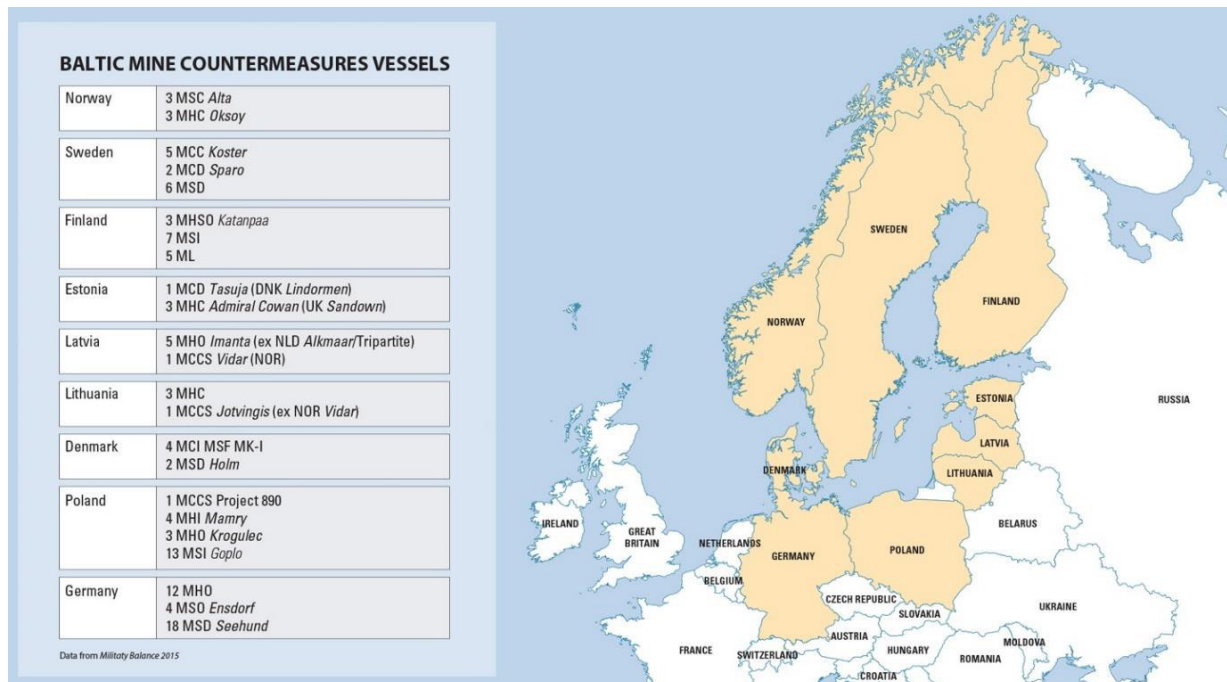 BALTIC MINE COUNTERMEASURES VESSELS
Norway
3 MSC Alta
3 MHC Oksoy
Sweden
5 MCC Koster
2 MCD Sparo
6 MSD
Finland
3 MHSO Katanpaa
7 MSI
5 ML
Estonia
1 MCD Tasuja (DNK Lindormen)
3 MHC Admiral Cowan (UK Sandown)
Latvia
5 MHO Imanta (ex NLD Alkmaar/Tripartite)
1 MCCS Vidar (NOR)
Lithuania
3 MHC
1 MCCS Jotvingis (ex NOR Vidar)
Denmark
4 MCI MSF MK-I
2 MSD Holm
Poland
1 MCCS Project 890
4 MHI Mamry
3 MHO Krogulec
13 MSI Goplo
Germany
12 MHO
4 MSO Ensdorf
18 MSD Seehund
Data from Militaty Balance 2015
SWEDEN
FINLAND
NORWAY
ESTONIA
RUSSIA
LATVIA
DENMARK
LITHUANIA
IRELAND
GREAT
BRITAIN
NETHERLANDS
GERMANY
POLAND
BELARUS
BELGIUM
CZECH REPUBLIC
SLOVAKIA
UKRAINE
FRANCE
SWITZERLAND
AUSTRIA
HUNGARY
MOLDOVA
ROMANIA
CROATIA